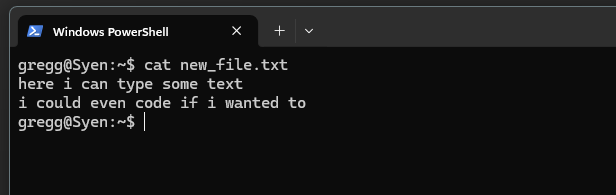 Windows PowerShell
gregg@Syen:~$ cat new_file.txt
here i can type some text
i could even code if i wanted to
gregg@Syen:~$